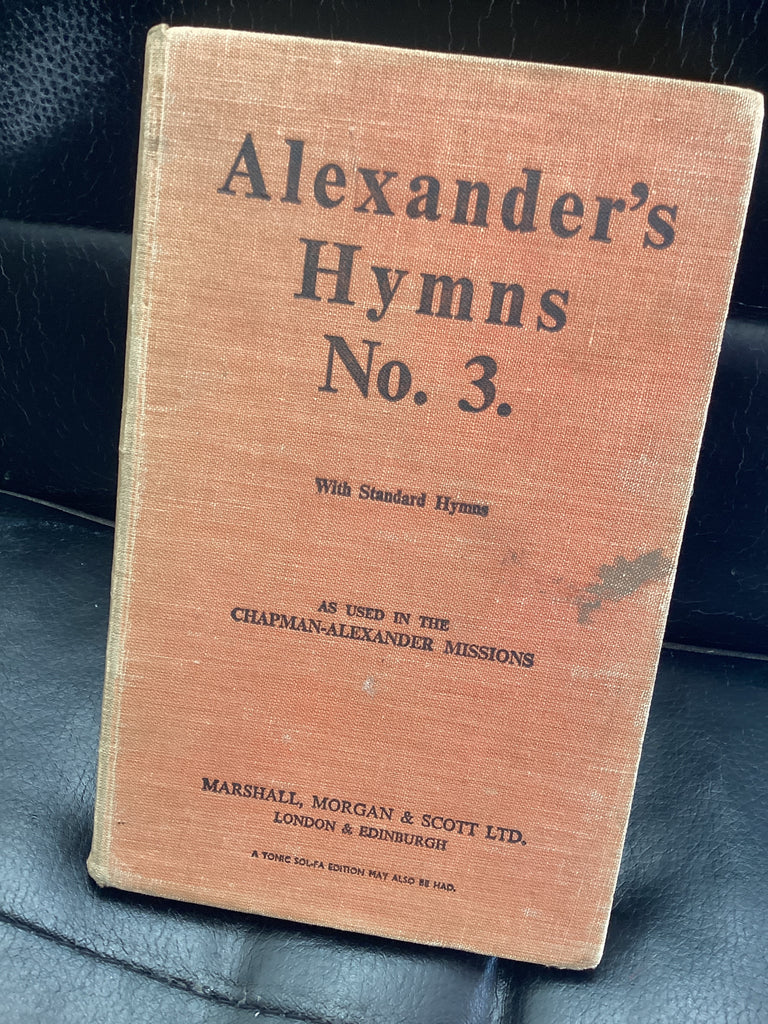 Alexander's
Hymns
No. 3.
With Standard Hymns
AS USED IN THE
CHAPMAN-ALEXANDER MISSIONS
MARSHALL, MORGAN & SCOTT LTD.
LONDON & EDINBURGH
A TONIC SOL-FA EDITION MAY ALSO BE HAD.